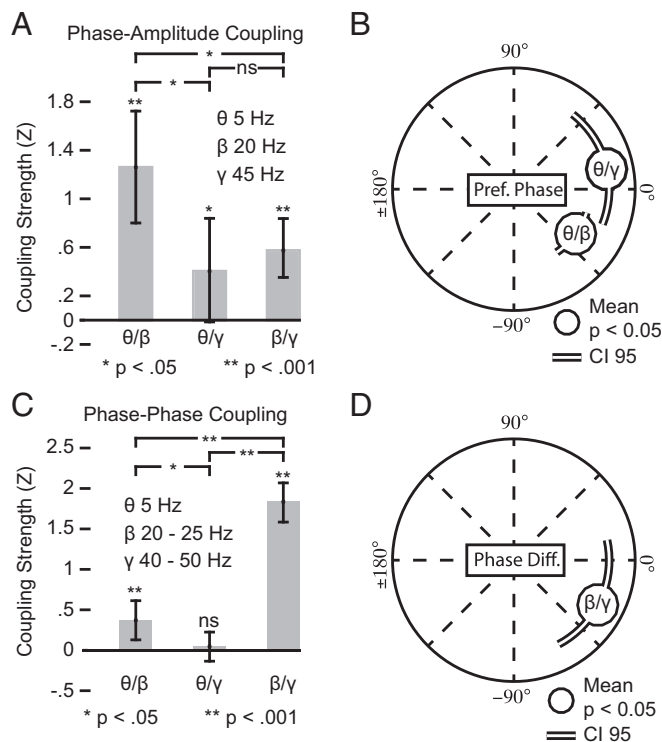 A
Phase-Amplitude Coupling
*
* ns
**
* **
Coupling Strength (Z)
1.8
1.4
1
.6
.2
0
-.2
θ 5 Hz
β 20 Hz
γ 45 Hz
θ/β θ/γ β/γ
* p < .05 ** p < .001
B
90°
±180°
0°
-90°
Pref. Phase
θ/γ
θ/β
Mean
p < 0.05
CI 95
C
Phase-Phase Coupling
**
* **
**
** ns
Coupling Strength (Z)
2.5
2
1.5
1
.5
0
-.5
θ 5 Hz
β 20 - 25 Hz
γ 40 - 50 Hz
θ/β θ/γ β/γ
* p < .05 ** p < .001
D
90°
±180°
0°
-90°
Phase Diff.
β/γ
Mean
p < 0.05
CI 95